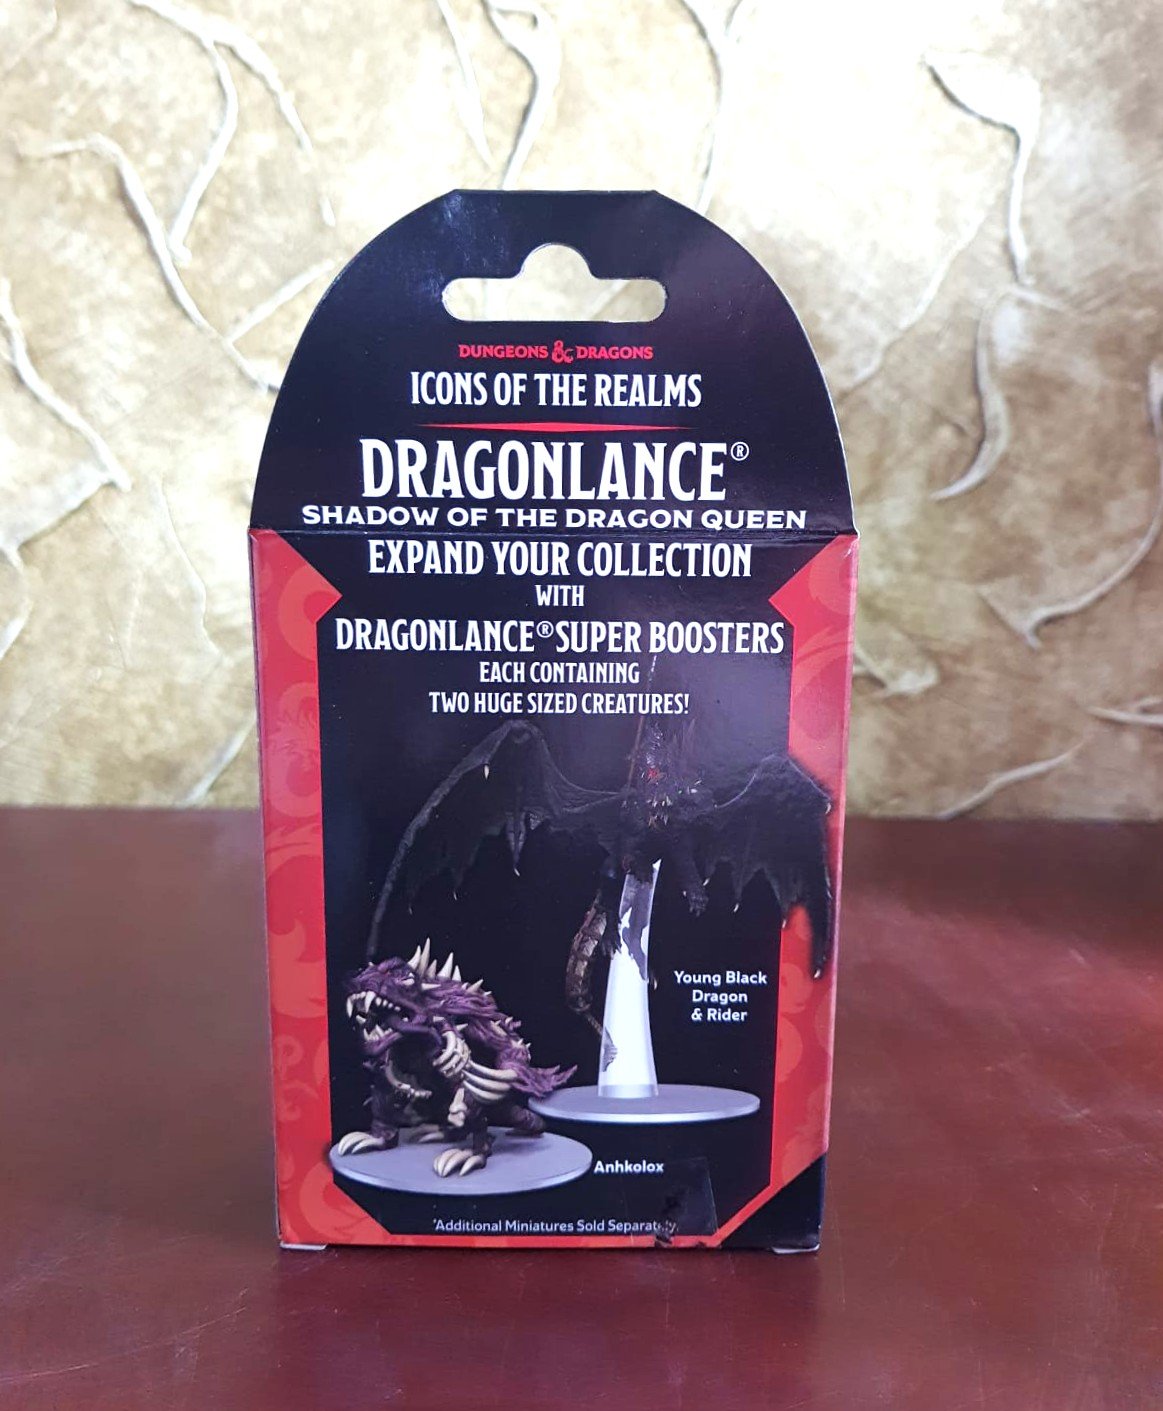 DUNGEONS & DRAGONS
ICONS OF THE REALMS
DRAGONLANCE®
SHADOW OF THE DRAGON QUEEN
EXPAND YOUR COLLECTION
WITH
DRAGONLANCE® SUPER BOOSTERS
EACH CONTAINING
TWO HUGE SIZED CREATURES!
Young Black
Dragon
& Rider
Anhkolox
*Additional Miniatures Sold